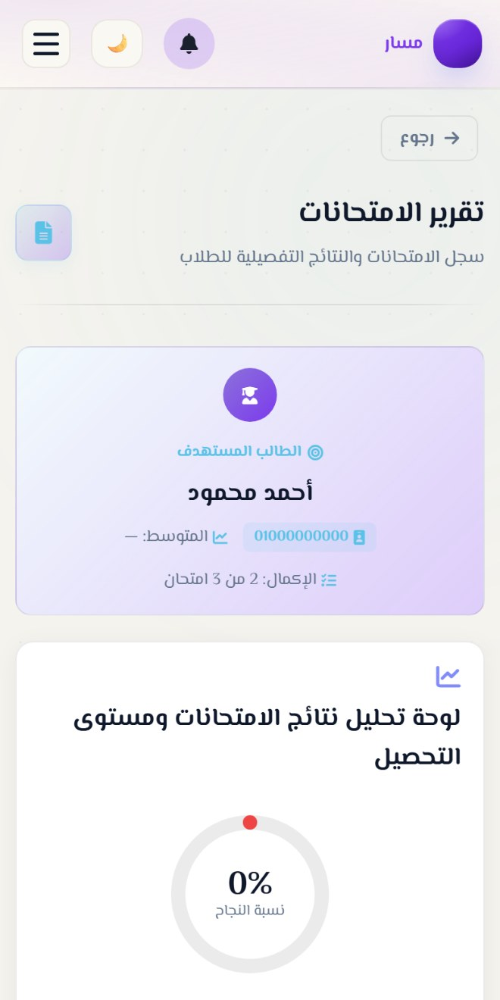 مسار
رجوع
تقرير الامتحانات
سجل الامتحانات والنتائج التفصيلية للطلاب
الطالب المستهدف
أحمد محمود
01000000000 المتوسط: —
الإكمال: 2 من 3 امتحان
لوحة تحليل نتائج الامتحانات ومستوى
التحصيل
0%
نسبة النجاح